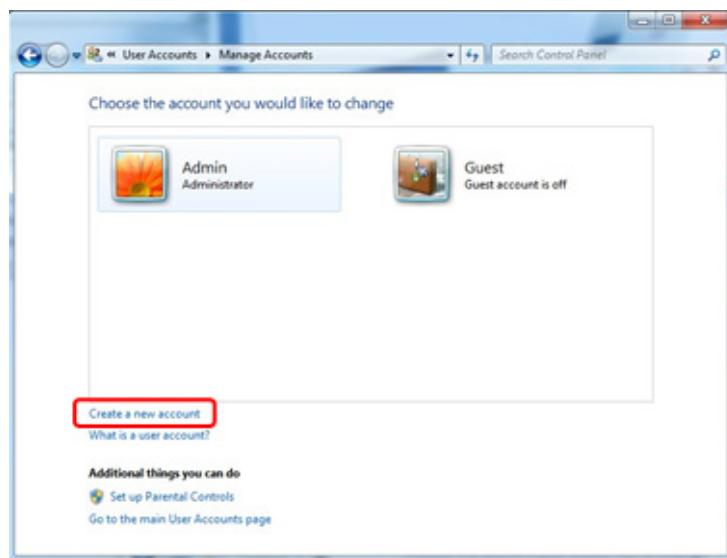 « User Accounts ▸ Manage Accounts
Search Control Panel
Choose the account you would like to change
Admin
Administrator
Guest
Guest account is off
Create a new account
What is a user account?
Additional things you can do
Set up Parental Controls
Go to the main User Accounts page